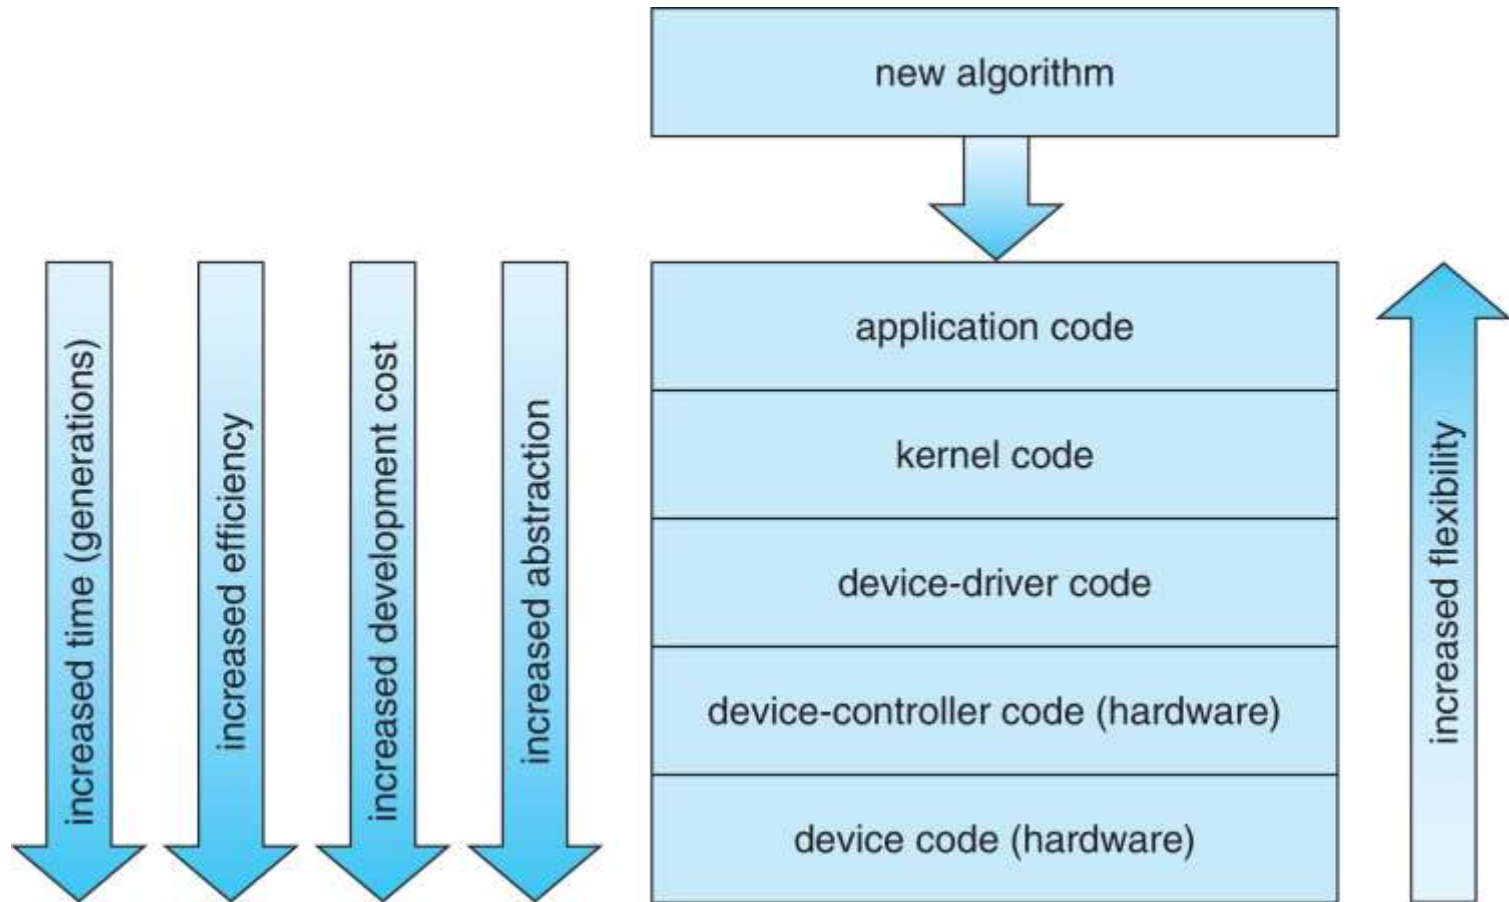 new algorithm
increased time (generations)
increased efficiency
increased development cost
increased abstraction
application code
kernel code
device-driver code
device-controller code (hardware)
device code (hardware)
increased flexibility